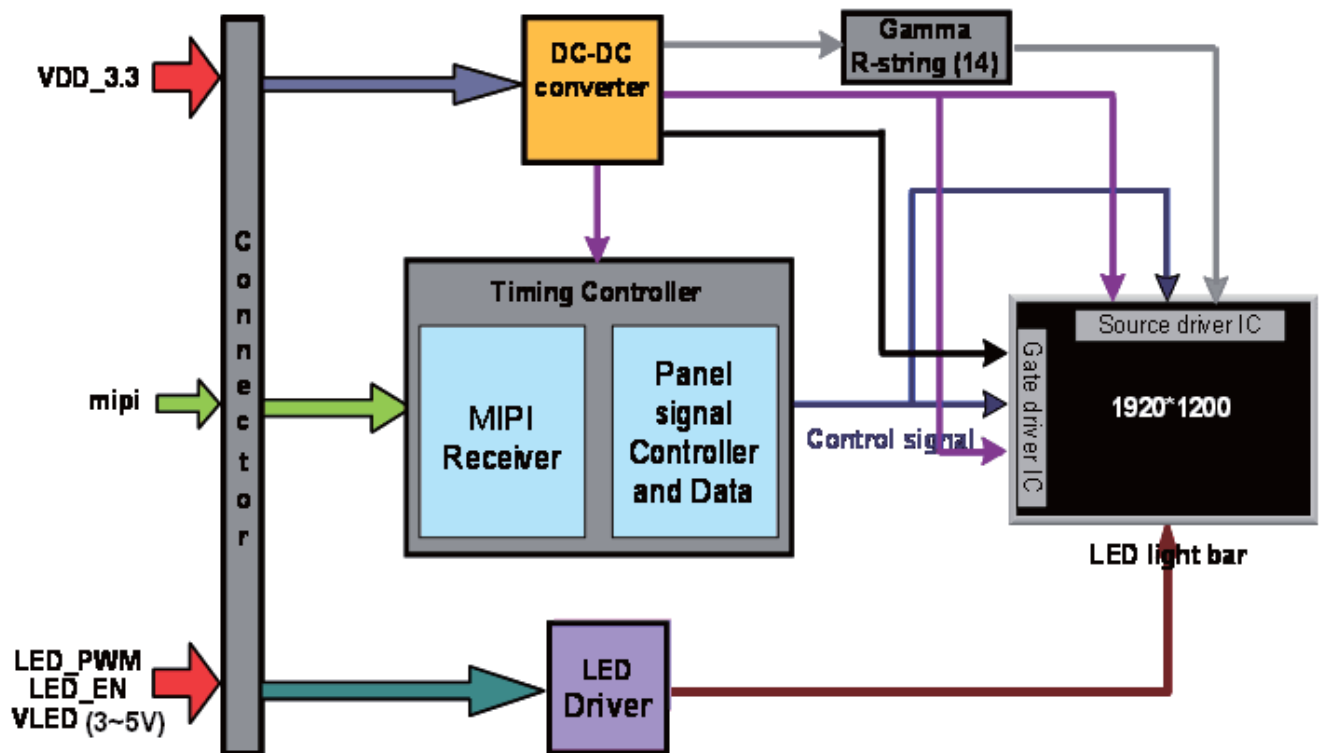 VDD_3.3
mipi
LED_PWM
LED_EN
VLED (3~5V)
Connector
DC-DC
converter
Gamma
R-string (14)
Timing Controller
MIPI
Receiver
Panel
signal
Controller
and Data
Control signal
Source driver IC
Gate driver IC
1920*1200
LED light bar
LED
Driver